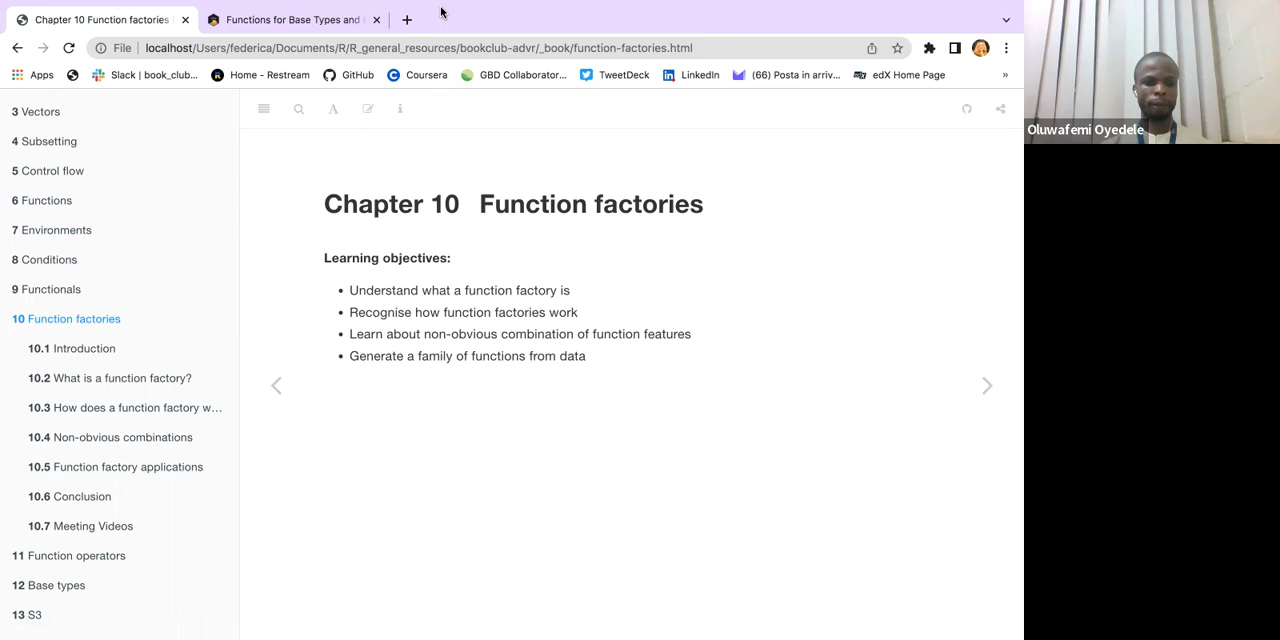 Chapter 10 Function factories
Functions for Base Types and
File
localhost/Users/federica/Documents/R/R_general_resources/bookclub-advr/_book/function-factories.html
Apps
Slack | book_club...
Home - Restream
GitHub
Coursera
GBD Collaborator...
TweetDeck
LinkedIn
(66) Posta in arriv...
edX Home Page
»
3 Vectors
4 Subsetting
5 Control flow
6 Functions
7 Environments
8 Conditions
9 Functionals
10 Function factories
10.1 Introduction
10.2 What is a function factory?
10.3 How does a function factory w...
10.4 Non-obvious combinations
10.5 Function factory applications
10.6 Conclusion
10.7 Meeting Videos
11 Function operators
12 Base types
13 S3
Chapter 10 Function factories
Learning objectives:
• Understand what a function factory is
• Recognise how function factories work
• Learn about non-obvious combination of function features
• Generate a family of functions from data
Oluwafemi Oyedele